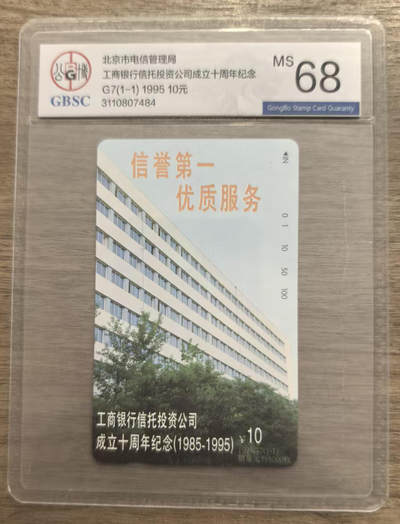 公 G 博
GBSC
北京市电信管理局
工商银行信托投资公司成立十周年纪念
G7(1-1) 1995 10元
3110807484
MS 68
GongBo Stamp Card Guaranty
信誉第一
优质服务
IN
0 1 10 50 100
工商银行信托投资公司
成立十周年纪念(1985-1995)
¥10